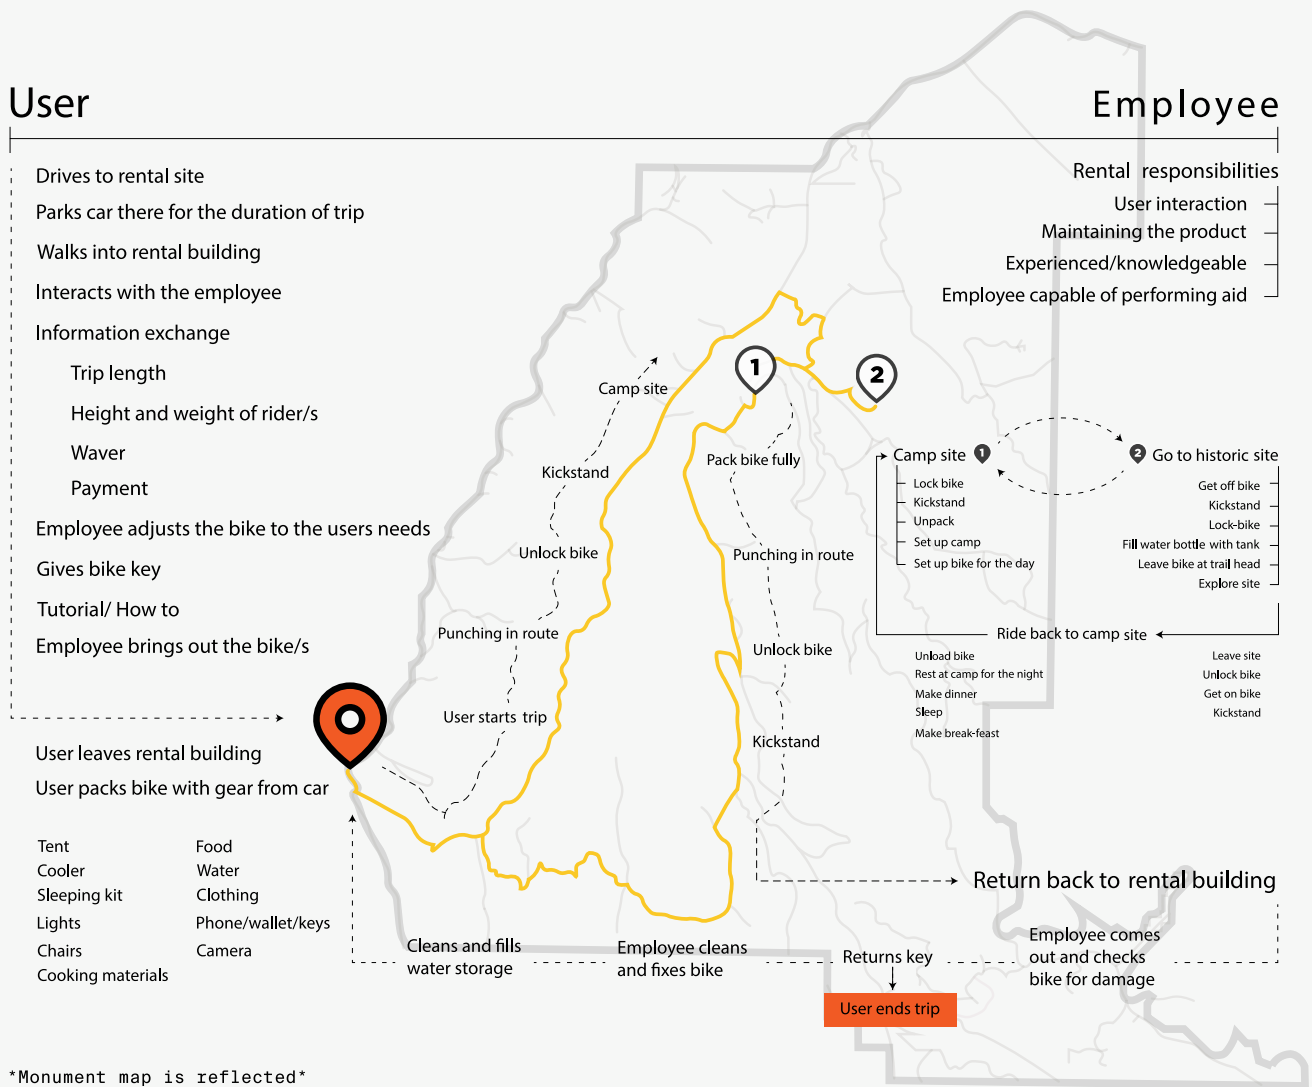 User
Employee
Drives to rental site
Parks car there for the duration of trip
Walks into rental building
Interacts with the employee
Information exchange
Trip length
Height and weight of rider/s
Waver
Payment
Employee adjusts the bike to the users needs
Gives bike key
Tutorial/ How to
Employee brings out the bike/s
User leaves rental building
User packs bike with gear from car
Tent
Cooler
Sleeping kit
Lights
Chairs
Cooking materials
Food
Water
Clothing
Phone/wallet/keys
Camera
Rental responsibilities
User interaction
Maintaining the product
Experienced/knowledgeable
Employee capable of performing aid
Camp site
Kickstand
Unlock bike
Punching in route
User starts trip
1
2
Pack bike fully
Punching in route
Unlock bike
Kickstand
Camp site 1
Lock bike
Kickstand
Unpack
Set up camp
Set up bike for the day
2 Go to historic site
Get off bike
Kickstand
Lock-bike
Fill water bottle with tank
Leave bike at trail head
Explore site
Ride back to camp site
Unload bike
Rest at camp for the night
Make dinner
Sleep
Make break-feast
Leave site
Unlock bike
Get on bike
Kickstand
Return back to rental building
Employee comes
out and checks
bike for damage
Returns key
User ends trip
Employee cleans
and fixes bike
Cleans and fills
water storage
*Monument map is reflected*